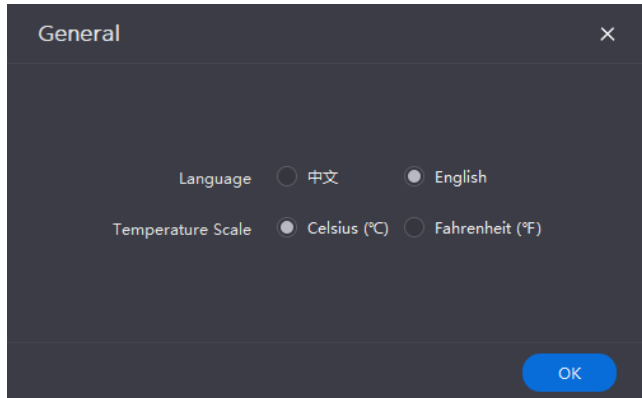 General
Language 中文 English
Temperature Scale Celsius (℃) Fahrenheit (℉)
OK